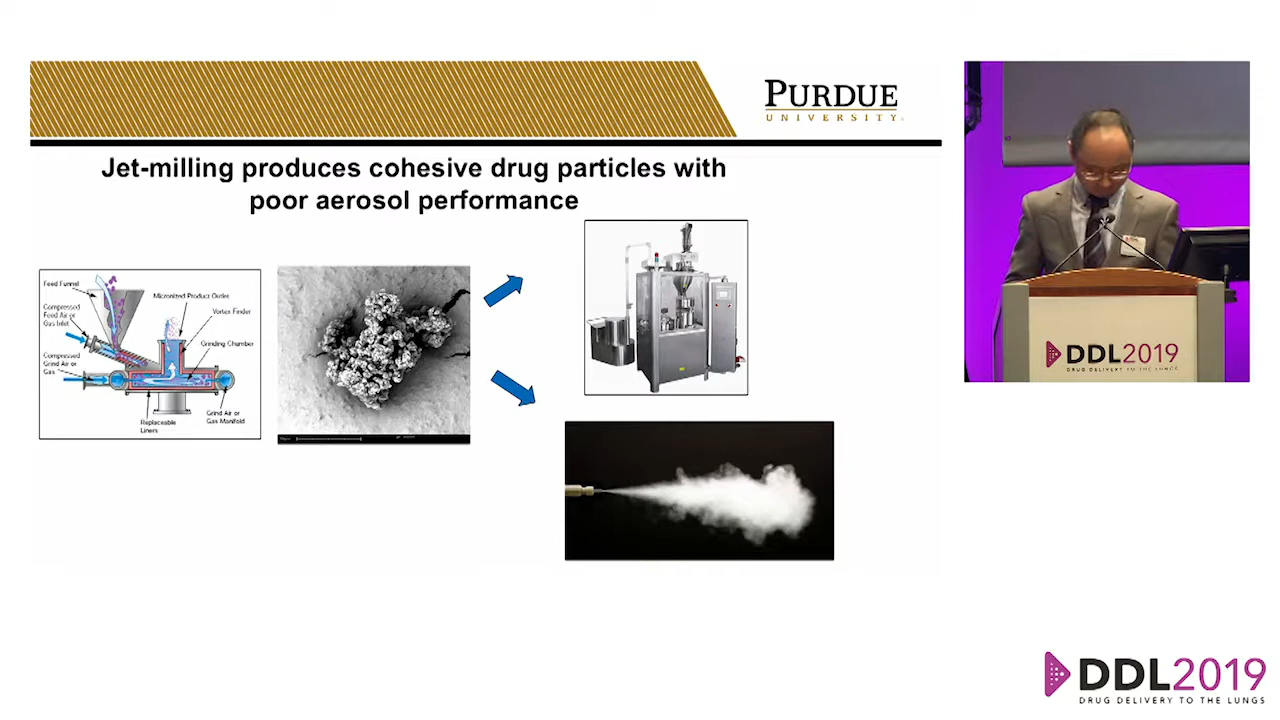 PURDUE
UNIVERSITY
Jet-milling produces cohesive drug particles with
poor aerosol performance
Feed Funnel
Compressed
Feed Air or
Gas Inlet
Compressed
Grind Air or
Gas
Micronized Product Outlet
Vortex Finder
Grinding Chamber
Replaceable
Liners
Grind Air or
Gas Manifold
DDL2019
DRUG DELIVERY TO THE LUNGS
DDL2019
DRUG DELIVERY TO THE LUNGS